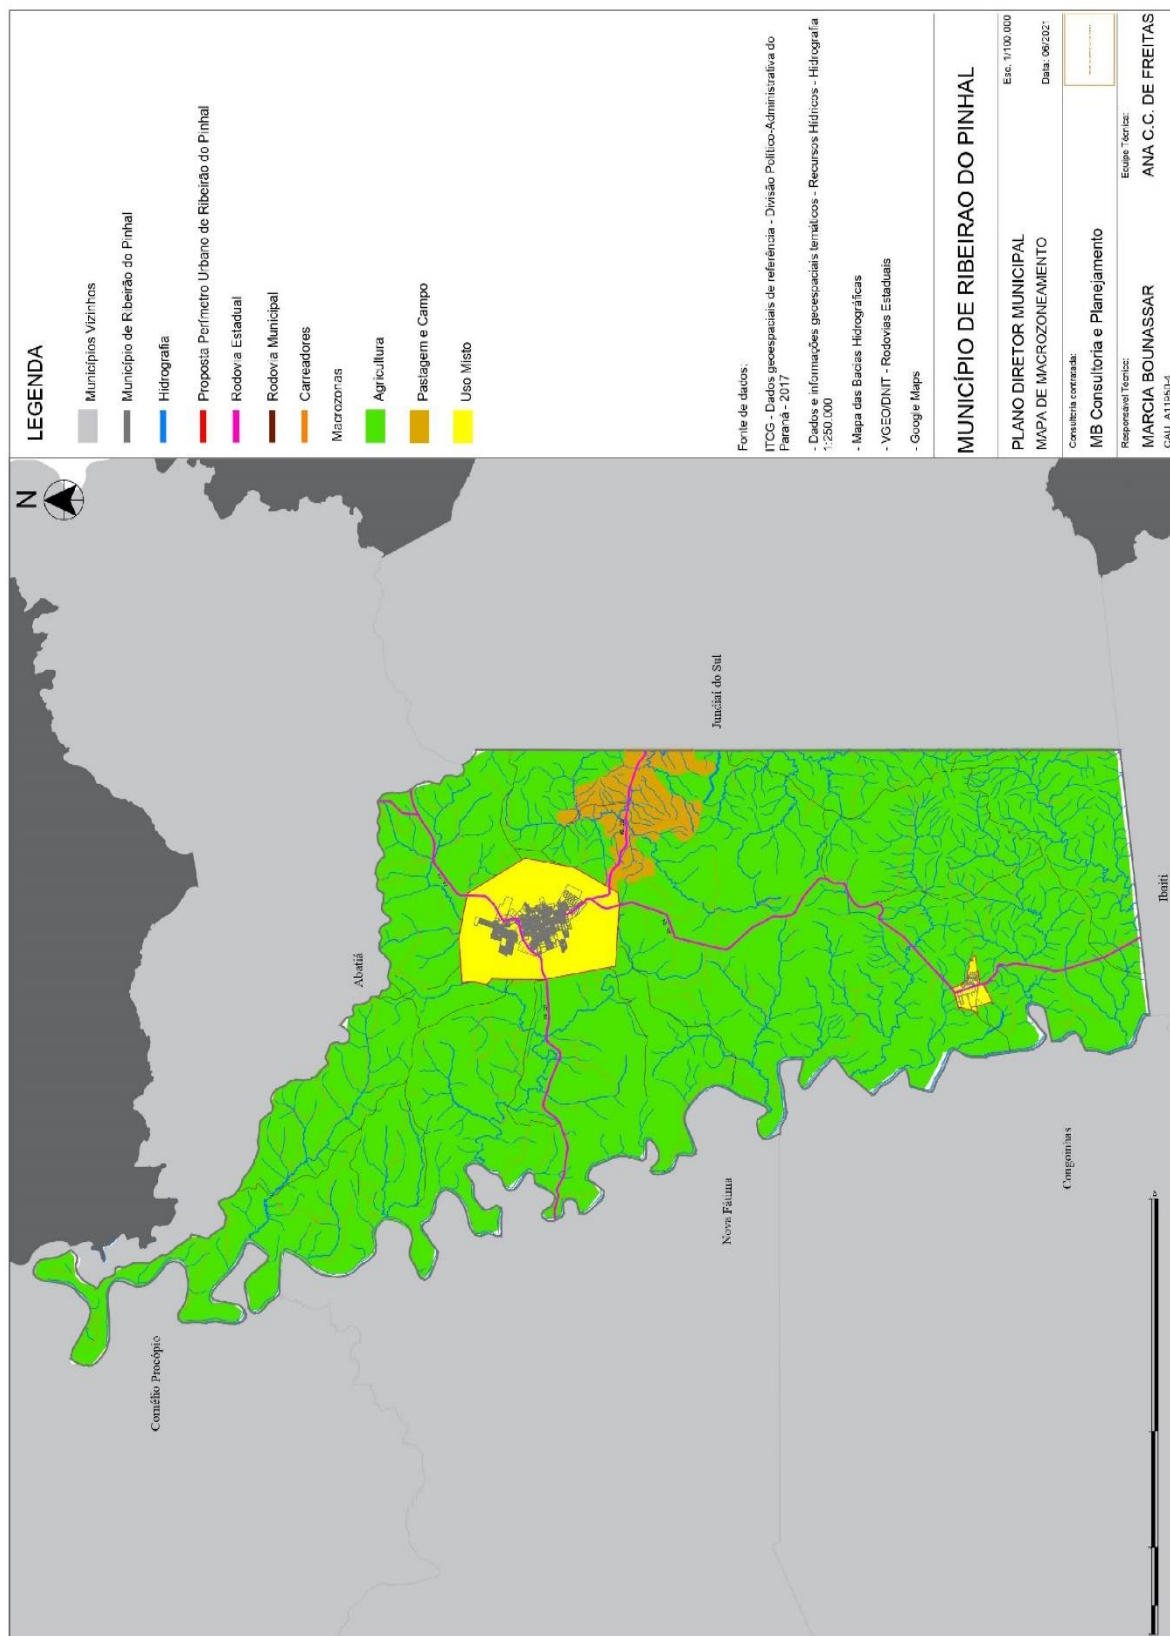 N
Cornélio Procópio
Abatiá
Nova Fátima
Jundiaí do Sul
Congoinhas
Ibaiti
LEGENDA
Municípios Vizinhos
Município de Ribeirão do Pinhal
Hidrografia
Proposta Perímetro Urbano de Ribeirão do Pinhal
Rodovia Estadual
Rodovia Municipal
Carreadores
Macrozonas
Agricultura
Pastagem e Campo
Uso Misto
Fonte de dados:
ITCG - Dados geoespaciais de referência - Divisão Político-Administrativa do
Paraná - 2017
- Dados e informações geoespaciais temáticos - Recursos Hídricos - Hidrografia
1:250.000
- Mapa das Bacias Hidrográficas
- VGEO/DNIT - Rodovias Estaduais
- Google Maps
MUNICÍPIO DE RIBEIRAO DO PINHAL
PLANO DIRETOR MUNICIPAL
Esc. 1/100.000
MAPA DE MACROZONEAMENTO
Data: 06/2021
Consultoria contratada:
MB Consultoria e Planejamento
Responsável Técnico:
Equipe Técnica:
MARCIA BOUNASSAR
ANA C.C. DE FREITAS